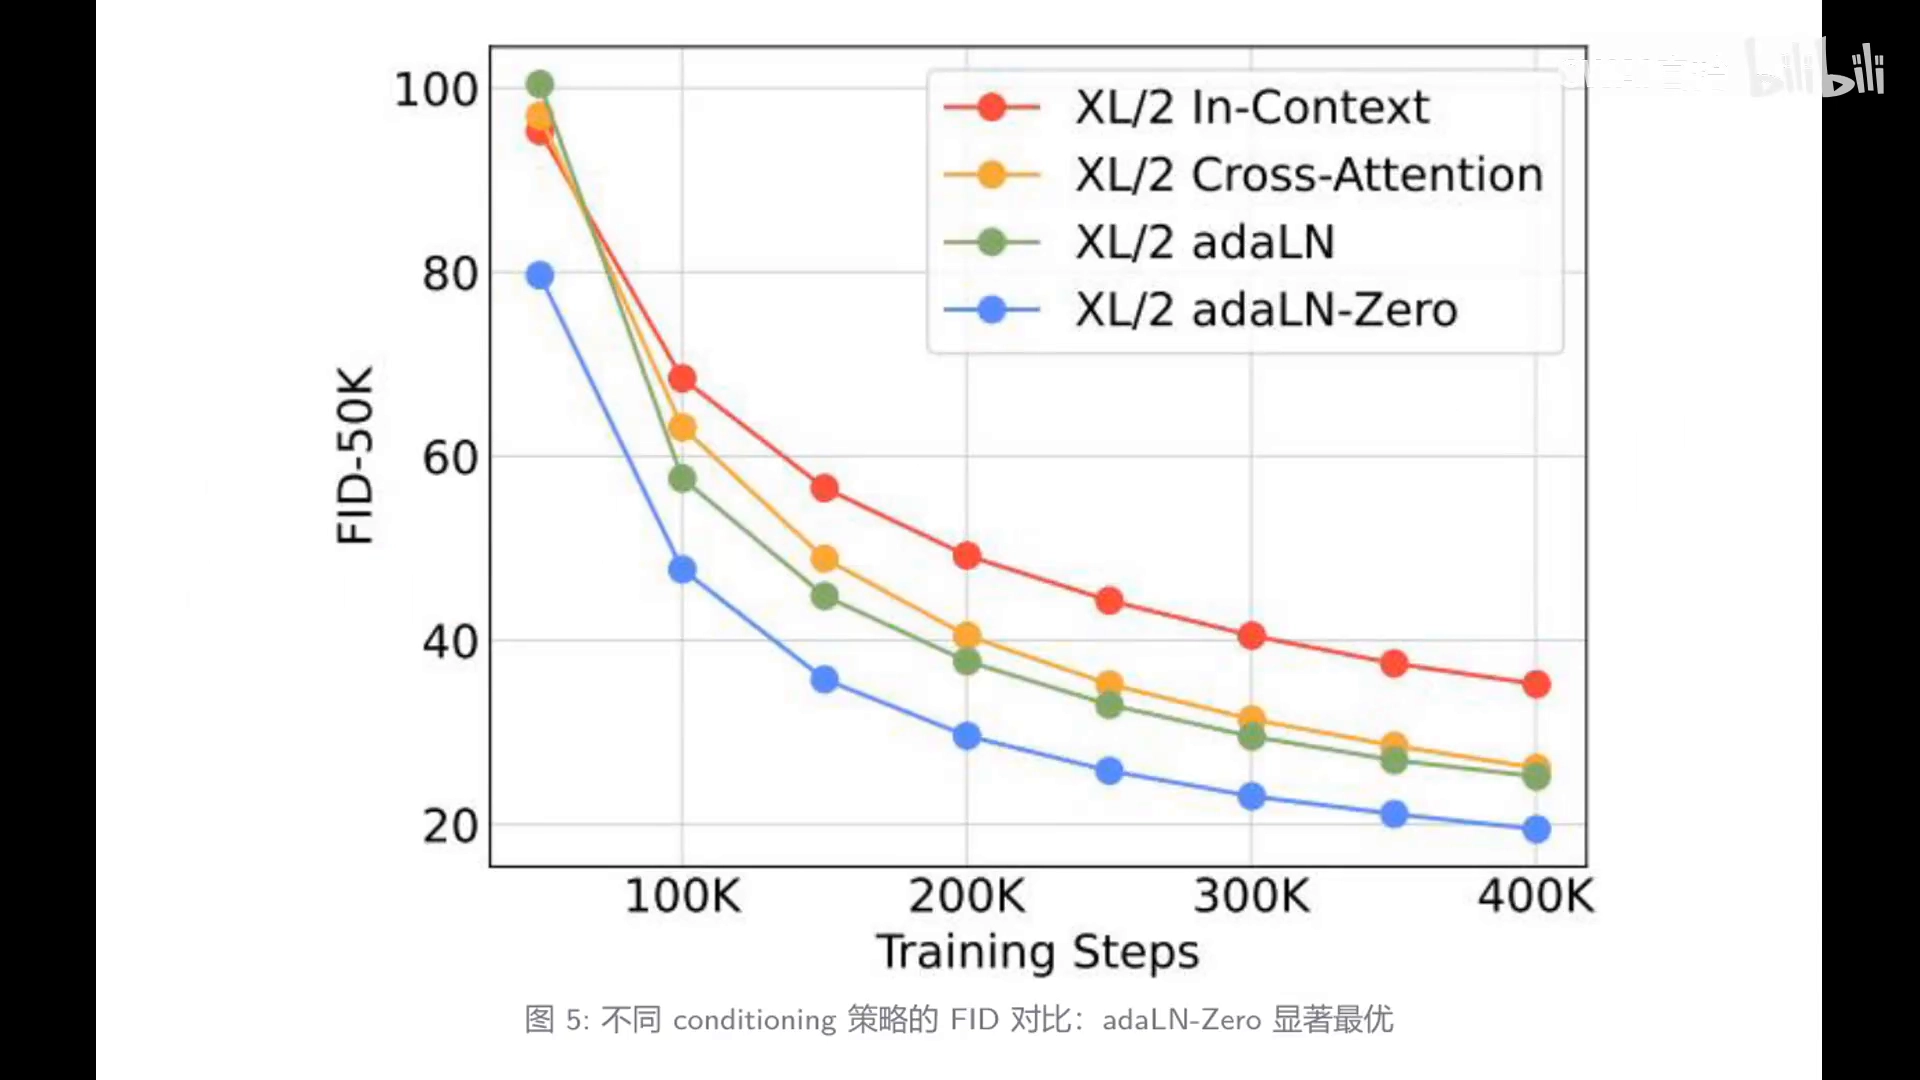 bilibili
100
80
60
40
20
FID-50K
XL/2 In-Context
XL/2 Cross-Attention
XL/2 adaLN
XL/2 adaLN-Zero
100K 200K 300K 400K
Training Steps
图 5: 不同 conditioning 策略的 FID 对比：adaLN-Zero 显著最优